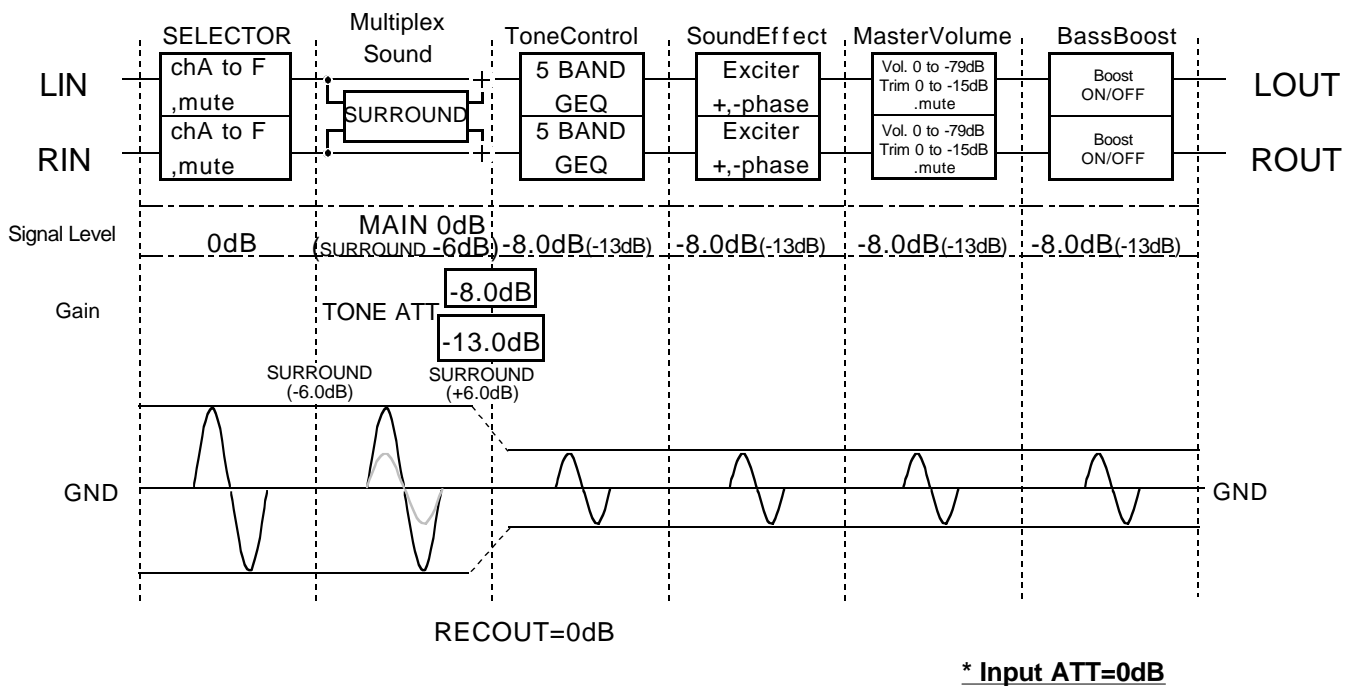 SELECTOR
Multiplex
Sound
ToneControl
SoundEffect
MasterVolume
BassBoost
LIN
chA to F
,mute
SURROUND
5 BAND
GEQ
Exciter
+,-phase
Vol. 0 to -79dB
Trim 0 to -15dB
.mute
Boost
ON/OFF
LOUT
RIN
chA to F
,mute
5 BAND
GEQ
Exciter
+,-phase
Vol. 0 to -79dB
Trim 0 to -15dB
.mute
Boost
ON/OFF
ROUT
Signal Level
0dB
MAIN 0dB
(SURROUND -6dB)
-8.0dB(-13dB)
-8.0dB(-13dB)
-8.0dB(-13dB)
-8.0dB(-13dB)
Gain
TONE ATT
-8.0dB
-13.0dB
SURROUND
(-6.0dB)
SURROUND
(+6.0dB)
GND
GND
RECOUT=0dB
* Input ATT=0dB